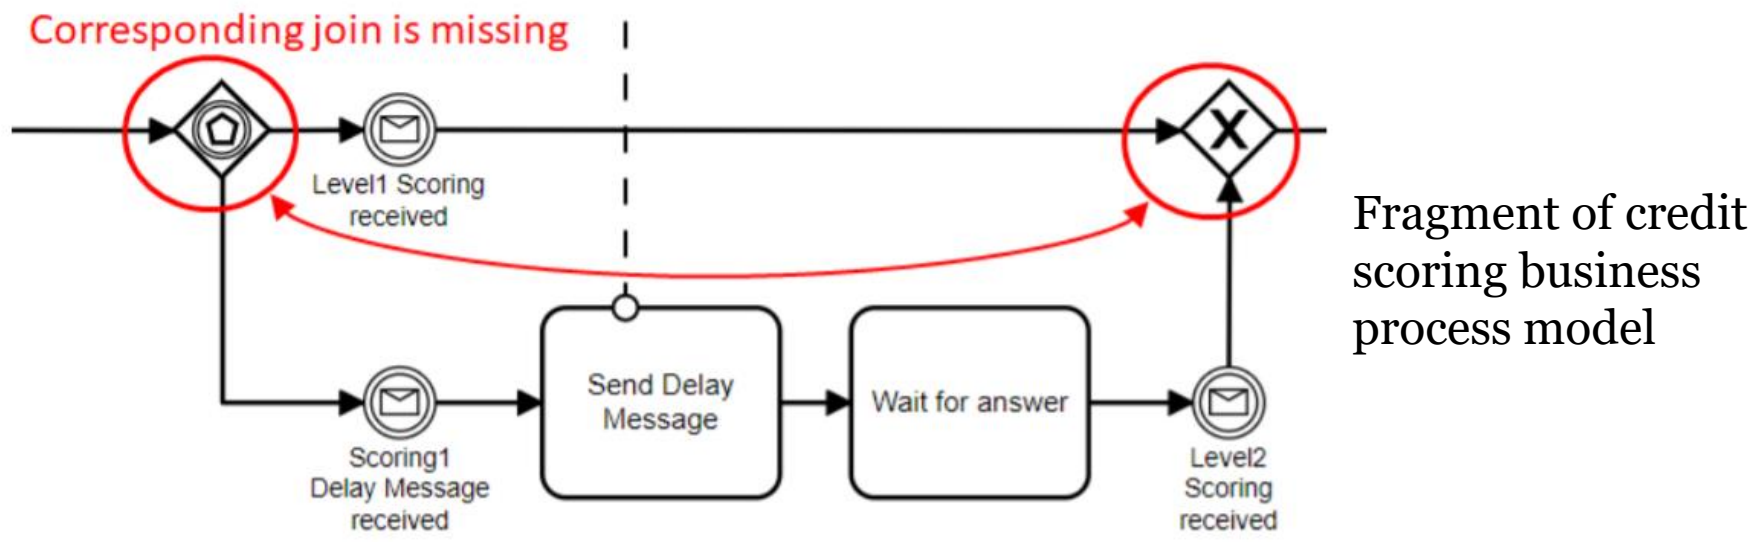 Corresponding join is missing
Level1 Scoring
received
X
Fragment of credit
scoring business
process model
Send Delay
Message
Wait for answer
Scoring1
Delay Message
received
Level2
Scoring
received